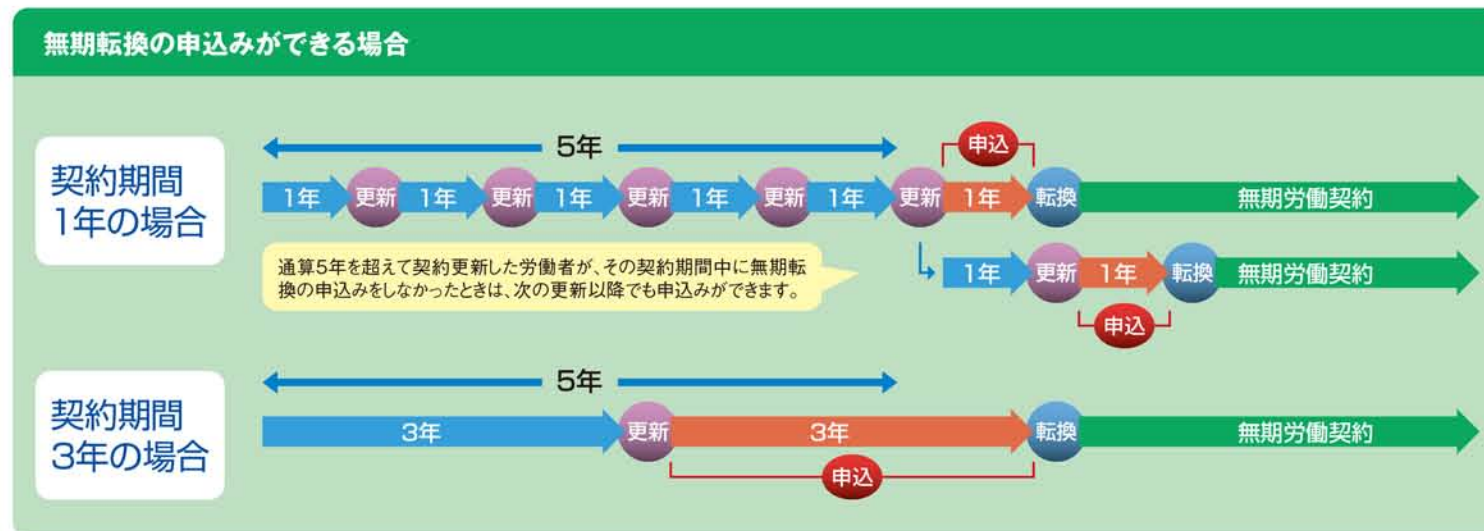 無期転換の申込みができる場合
契約期間
1年の場合
5年
申込
1年 更新 1年 更新 1年 更新 1年 更新 1年 更新 1年 転換 無期労働契約
通算5年を超えて契約更新した労働者が、その契約期間中に無期転
換の申込みをしなかったときは、次の更新以降でも申込みができます。
1年 更新 1年 転換 無期労働契約
申込
契約期間
3年の場合
5年
3年 更新 3年 転換 無期労働契約
申込